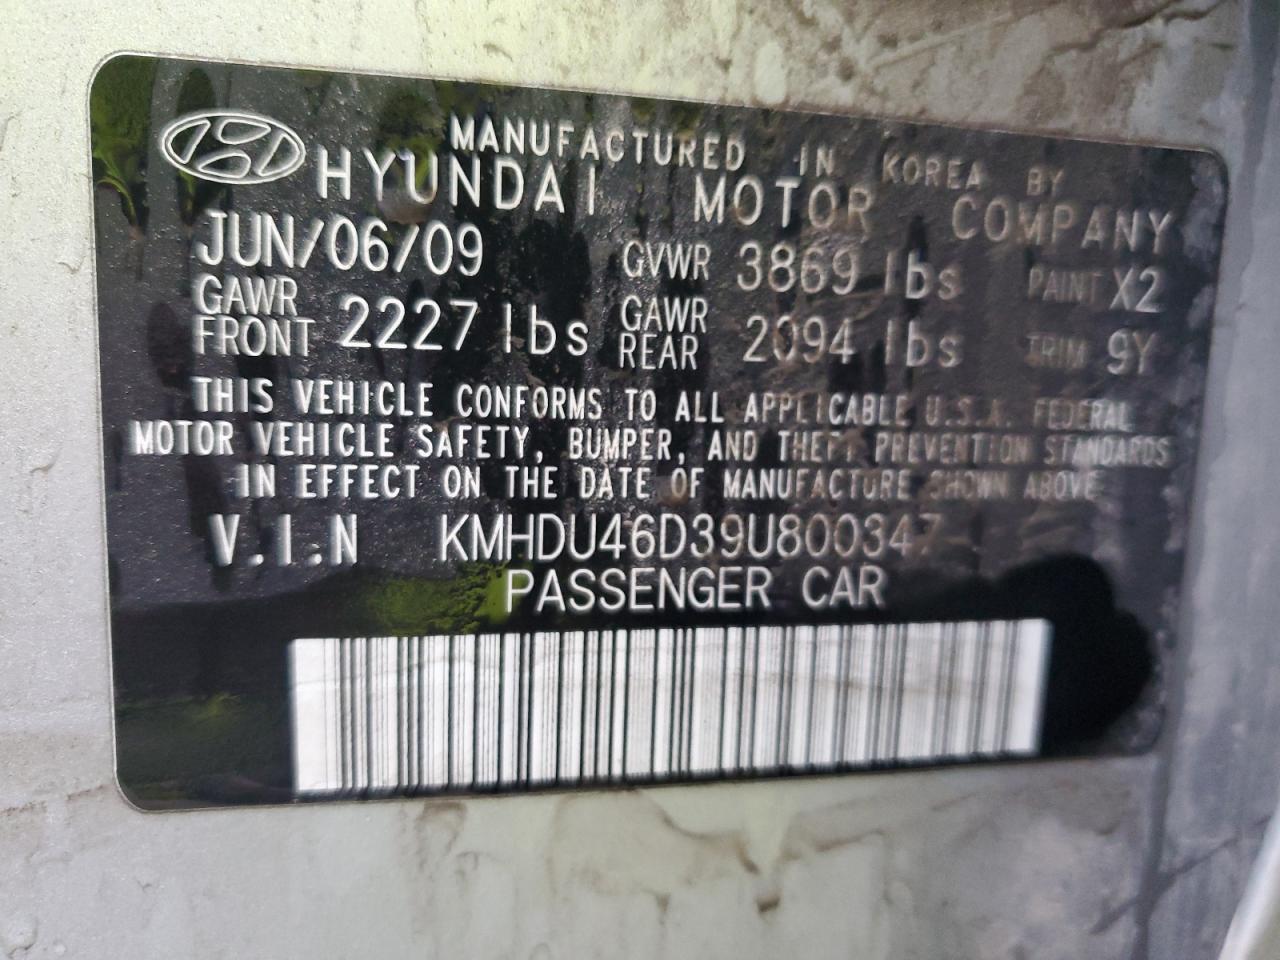 MANUFACTURED IN KOREA BY
HYUNDAI MOTOR COMPANY
JUN/06/09 GVWR 3869 lbs PAINT X2
GAWR FRONT 2227 lbs GAWR REAR 2094 lbs TRIM 9Y
THIS VEHICLE CONFORMS TO ALL APPLICABLE U.S.A. FEDERAL
MOTOR VEHICLE SAFETY, BUMPER, AND THEFT PREVENTION STANDARDS
IN EFFECT ON THE DATE OF MANUFACTURE SHOWN ABOVE
V.I.N KMHDU46D39U800347
PASSENGER CAR